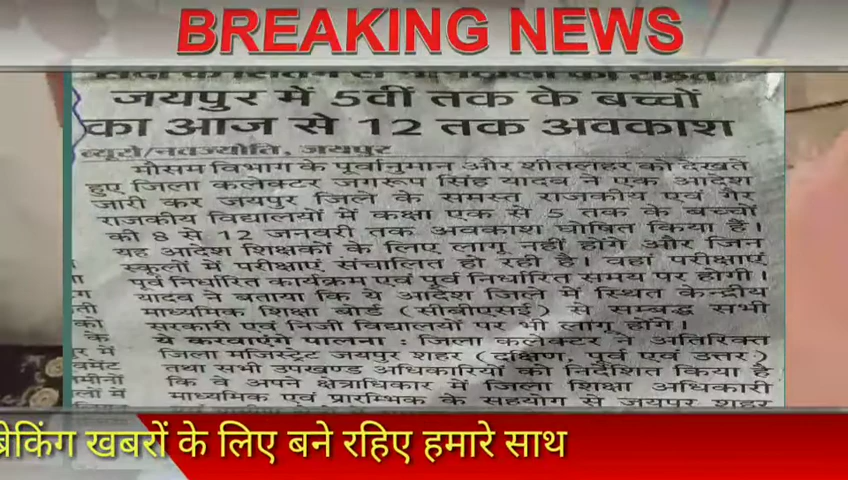 BREAKING NEWS
जयपुर में 5वीं तक के बच्चों
का आज से 12 तक अवकाश
ब्यूरो/नवज्योति, जयपुर
मौसम विभाग के पूर्वानुमान और शीतलहर को देखते
हुए जिला कलेक्टर जगरूप सिंह यादव ने एक आदेश
जारी कर जयपुर जिले के समस्त राजकीय एवं गैर
राजकीय विद्यालयों में कक्षा एक से 5 तक के बच्चों
की 8 से 12 जनवरी तक अवकाश घोषित किया है।
यह आदेश शिक्षकों के लिए लागू नहीं होंगे और जिन
स्कूलों में परीक्षाएं संचालित हो रही है। वहां परीक्षाएं
पूर्व निर्धारित कार्यक्रम एवं पूर्व निर्धारित समय पर होगी।
यादव ने बताया कि ये आदेश जिले में स्थित केन्द्रीय
माध्यमिक शिक्षा बोर्ड (सीबीएसई) से सम्बद्ध सभी
सरकारी एवं निजी विद्यालयों पर भी लागू होंगे।
ये करवाएंगे पालना : जिला कलेक्टर ने अतिरिक्त
जिला मजिस्ट्रेट जयपुर शहर (दक्षिण, पूर्व एवं उत्तर)
तथा सभी उपखण्ड अधिकारियों को निर्देशित किया है
कि वे अपने क्षेत्राधिकार में जिला शिक्षा अधिकारी
माध्यमिक एवं प्रारम्भिक के सहयोग से जयपुर शहर
ब्रेकिंग खबरों के लिए बने रहिए हमारे साथ